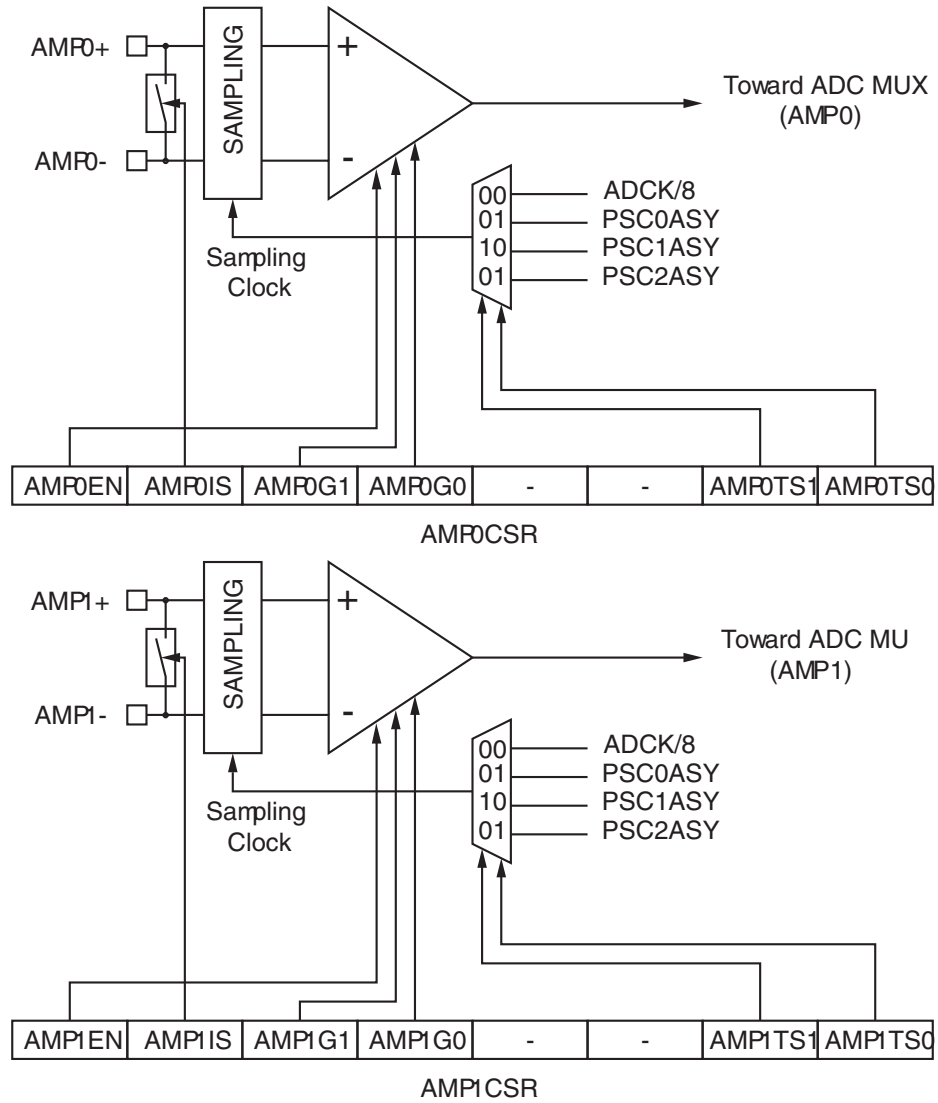 AMP0+
SAMPLING
+
Toward ADC MUX
(AMP0)
AMP0-
-
00
ADCK/8
01
PSC0ASY
10
PSC1ASY
01
PSC2ASY
Sampling
Clock
AMP0EN AMP0IS AMP0G1 AMP0G0 - - AMP0TS1 AMP0TS0
AMP0CSR
AMP1+
SAMPLING
+
Toward ADC MU
(AMP1)
AMP1-
-
00
ADCK/8
01
PSC0ASY
10
PSC1ASY
01
PSC2ASY
Sampling
Clock
AMP1EN AMP1IS AMP1G1 AMP1G0 - - AMP1TS1 AMP1TS0
AMP1CSR